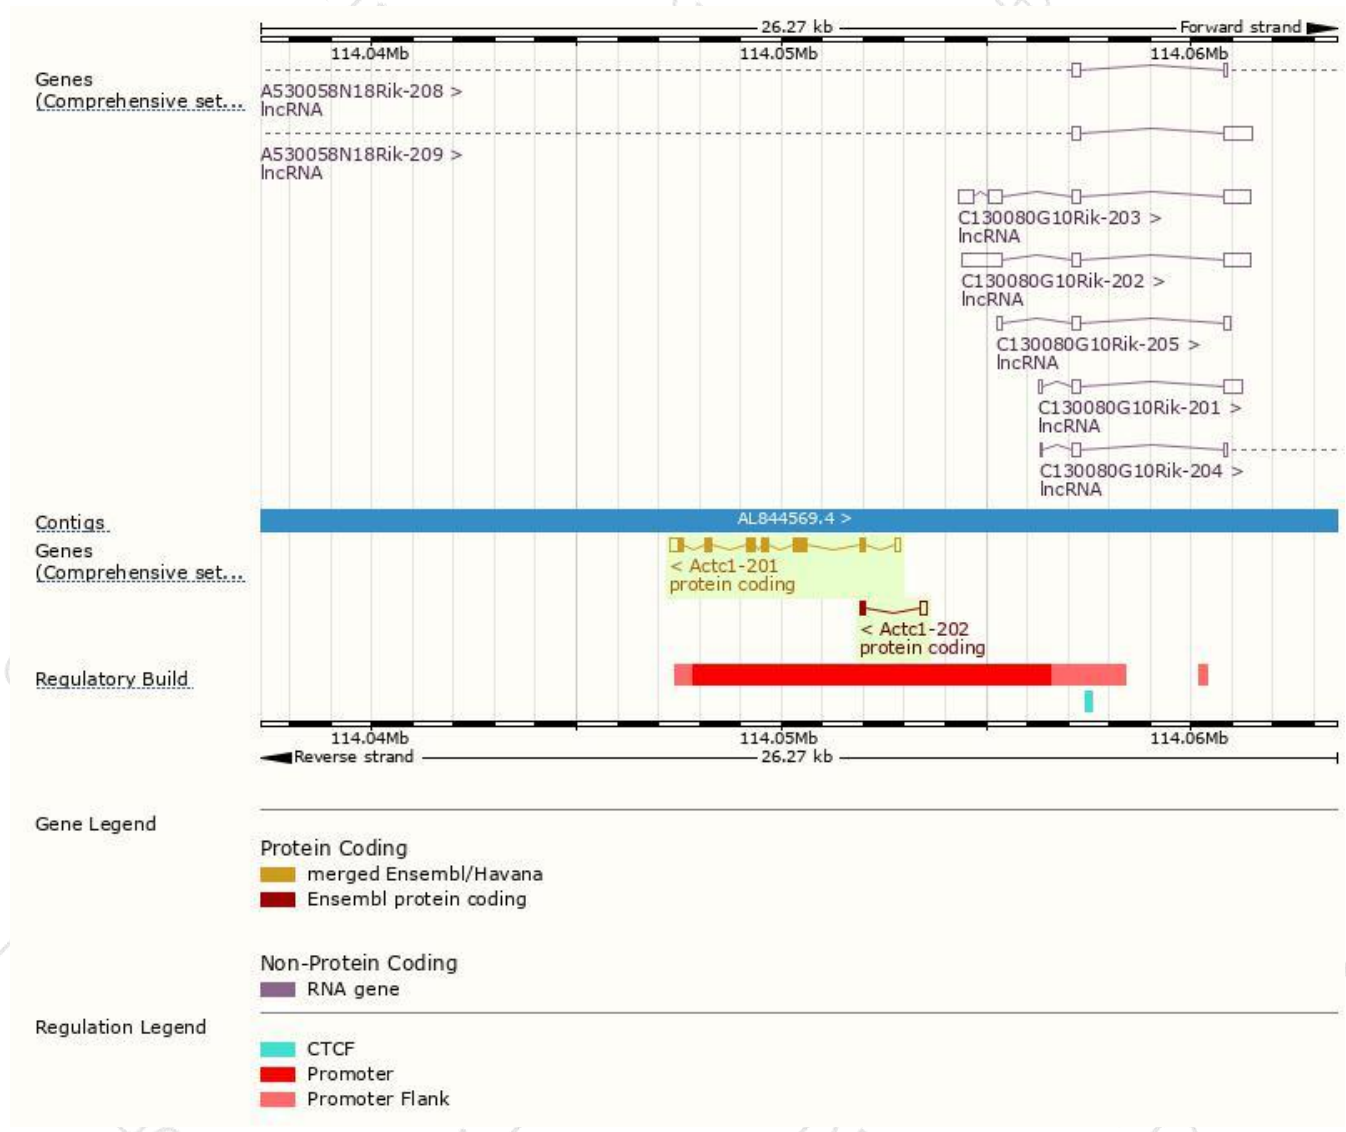 26.27 kb
Forward strand
114.04Mb 114.05Mb 114.06Mb
Genes
(Comprehensive set...
A530058N18Rik-208 >
lncRNA
A530058N18Rik-209 >
lncRNA
C130080G10Rik-203 >
lncRNA
C130080G10Rik-202 >
lncRNA
C130080G10Rik-205 >
lncRNA
C130080G10Rik-201 >
lncRNA
C130080G10Rik-204 >
lncRNA
Contigs
AL844569.4 >
Genes
(Comprehensive set...
< Actc1-201
protein coding
< Actc1-202
protein coding
Regulatory Build
114.04Mb 114.05Mb 114.06Mb
Reverse strand
26.27 kb
Gene Legend
Protein Coding
merged Ensembl/Havana
Ensembl protein coding
Non-Protein Coding
RNA gene
Regulation Legend
CTCF
Promoter
Promoter Flank